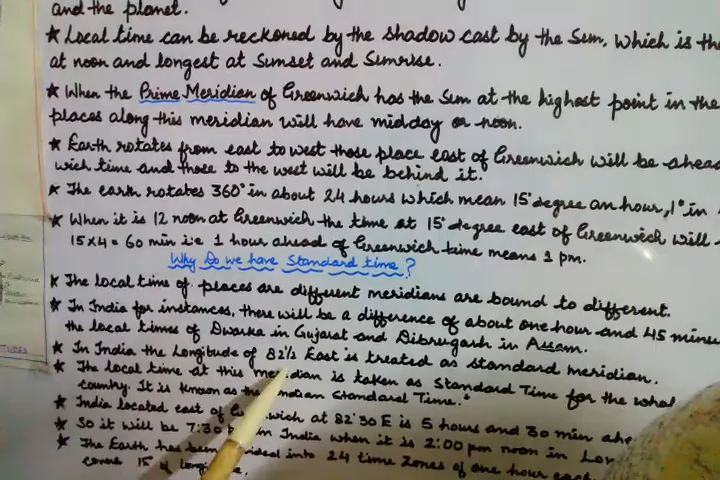 and the planet.
★ Local time can be reckoned by the shadow cast by the Sun, which is the
at noon and longest at Sunset and Sunrise.
★ When the Prime Meridian of Greenwich has the Sun at the highest point in the
places along this meridian will have midday or noon.
★ Earth rotates from east to west those place east of Greenwich will be ahead
wich time and those to the west will be behind it.
★ The earth rotates 360° in about 24 hours which mean 15° degree an hour, 1° in
★ When it is 12 noon at Greenwich the time at 15° degree east of Greenwich will
15 x 4 = 60 min i.e 1 hour ahead of Greenwich time means 1 pm.
Why Do we have Standard time?
★ The local time of places are different meridians are bound to different.
★ In India for instances, there will be a difference of about one hour and 45 minu
the local times of Dwarka in Gujarat and Dibrugarh in Assam.
★ In India the Longitude of 82½ East is treated as standard meridian.
★ The local time at this meridian is taken as Standard Time for the whol
country. It is known as the Indian Standard Time."
★ India located east of wich at 82°30 E is 5 hours and 30 min ahe
★ So it will be 7:30 p in India when it is 2:00 pm noon in Lon
★ The Earth has been ided into 24 time Zones of one hour each
covers 15° of